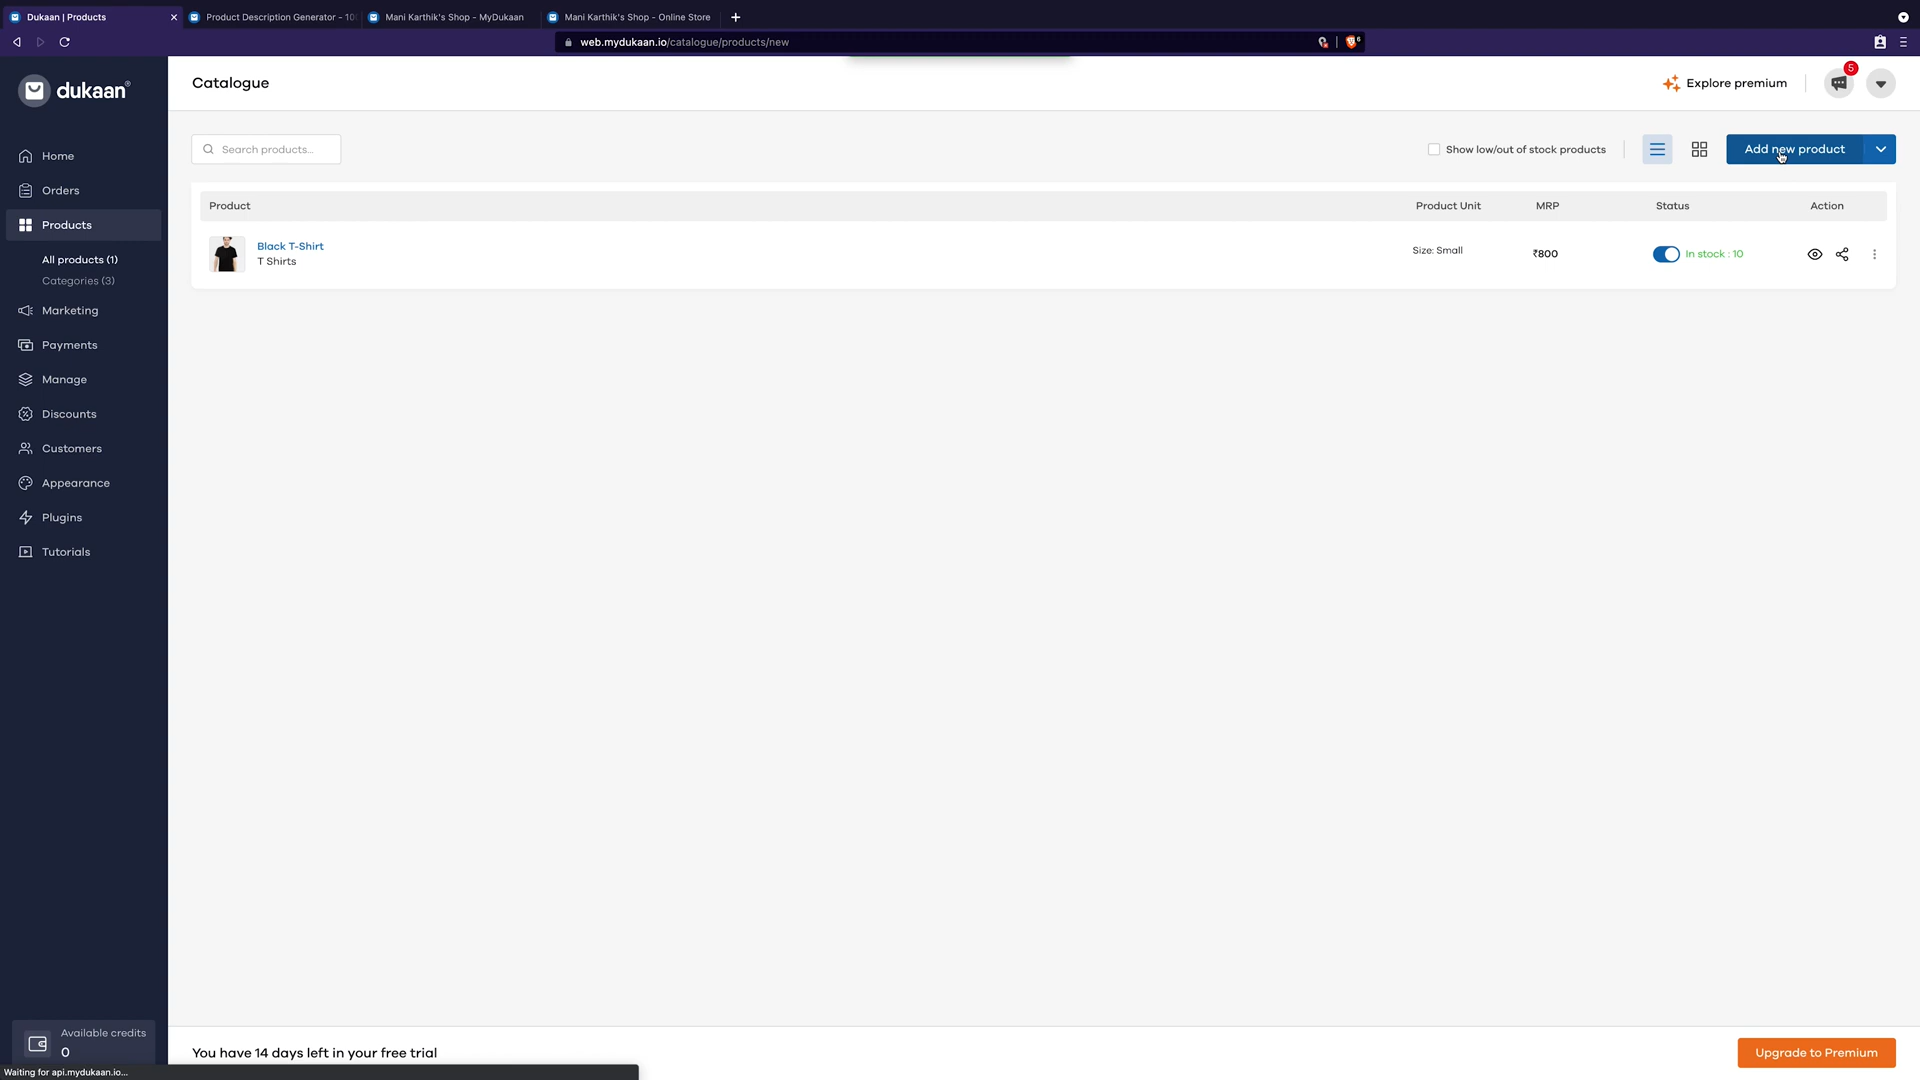 Dukaan | Products
Product Description Generator - 10
Mani Karthik's Shop - MyDukaan
Mani Karthik's Shop - Online Store
web.mydukaan.io/catalogue/products/new
6
dukaan®
Catalogue
Explore premium
5
Search products...
Show low/out of stock products
Add new product
Home
Orders
Products
All products (1)
Categories (3)
Marketing
Payments
Manage
Discounts
Customers
Appearance
Plugins
Tutorials
Product
Product Unit
MRP
Status
Action
Black T-Shirt
T Shirts
Size: Small
₹800
In stock : 10
Available credits
0
You have 14 days left in your free trial
Upgrade to Premium
Waiting for api.mydukaan.io...